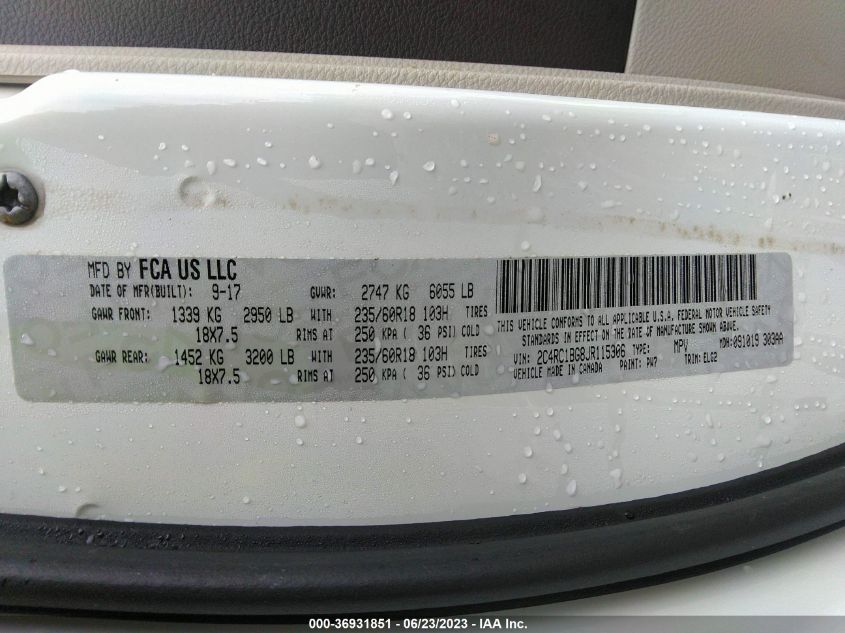 MFD BY FCA US LLC
DATE OF MFR(BUILT): 9-17 GVWR: 2747 KG 6055 LB
GAWR FRONT: 1339 KG 2950 LB WITH 235/60R18 103H TIRES
18X7.5 RIMS AT 250 KPA ( 36 PSI) COLD
GAWR REAR: 1452 KG 3200 LB WITH 235/60R18 103H TIRES
18X7.5 RIMS AT 250 KPA ( 36 PSI) COLD
THIS VEHICLE CONFORMS TO ALL APPLICABLE U.S.A. FEDERAL MOTOR VEHICLE SAFETY
STANDARDS IN EFFECT ON THE DATE OF MANUFACTURE SHOWN ABOVE.
VIN: 2C4RC1BG8JR115306 TYPE: MPV MDH: 091019 303AA
VEHICLE MADE IN CANADA PAINT: PW7 TRIM: ELG2
000-36931851 / 06/23/2023 - IAA Inc.